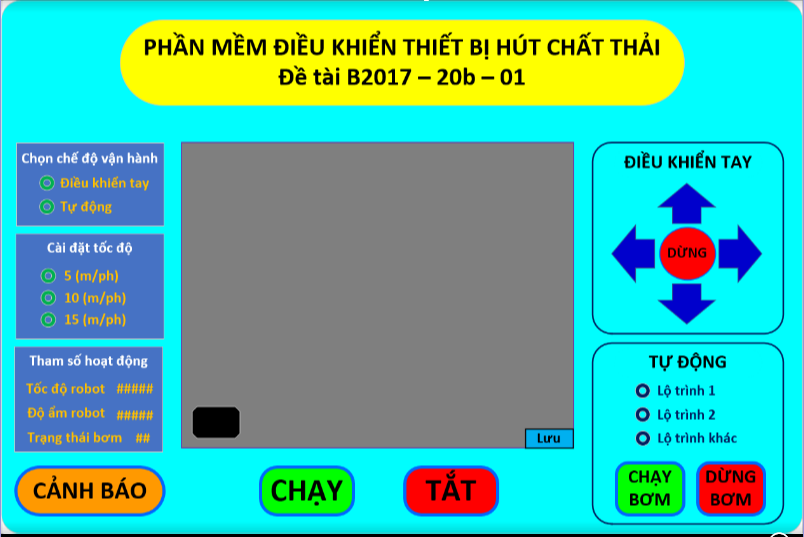 PHẦN MỀM ĐIỀU KHIỂN THIẾT BỊ HÚT CHẤT THẢI
Đề tài B2017 – 20b – 01
Chọn chế độ vận hành
Điều khiển tay
Tự động
Cài đặt tốc độ
5 (m/ph)
10 (m/ph)
15 (m/ph)
Tham số hoạt động
Tốc độ robot #####
Độ ẩm robot #####
Trạng thái bơm ##
CẢNH BÁO
Lưu
CHẠY
TẮT
ĐIỀU KHIỂN TAY
DỪNG
TỰ ĐỘNG
Lộ trình 1
Lộ trình 2
Lộ trình khác
CHẠY
BƠM
DỪNG
BƠM